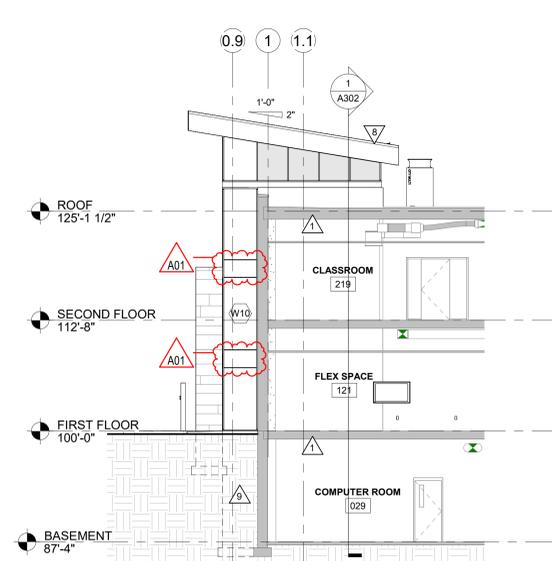 0.9 1 1.1
1
A302
1'-0"
2"
8
ROOF
125'-1 1/2"
1
A01
CLASSROOM
219
SECOND FLOOR
112'-8"
W10
A01
FLEX SPACE
121
FIRST FLOOR
100'-0"
1
9
COMPUTER ROOM
029
BASEMENT
87'-4"